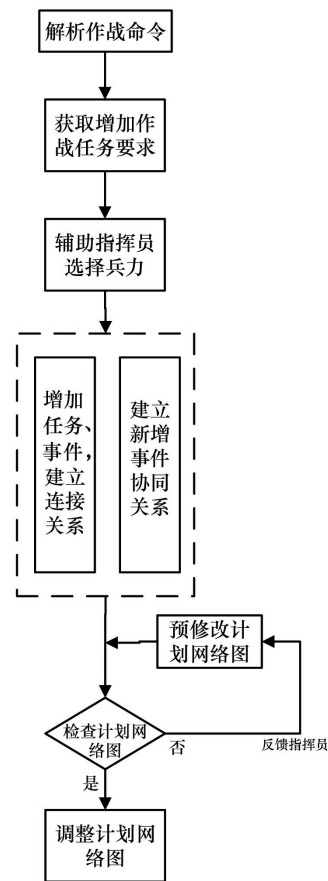 解析作战命令
获取增加作
战任务要求
辅助指挥员
选择兵力
增加
任务、
事件，
建立
连接
关系
建立
新增
事件
协同
关系
预修改计
划网络图
检查计划网
络图
否
反馈指挥员
是
调整计划网
络图